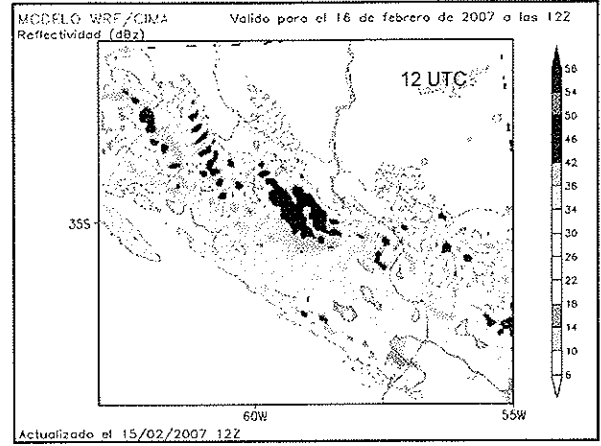 MODELO WRF/CIMA Valido para el 16 de febrero de 2007 a las 12Z
Reflectividad (dBz)
12 UTC
58
54
50
46
42
38
34
30
26
22
18
14
10
6
35S
60W
55W
Actualizado el 15/02/2007 12Z